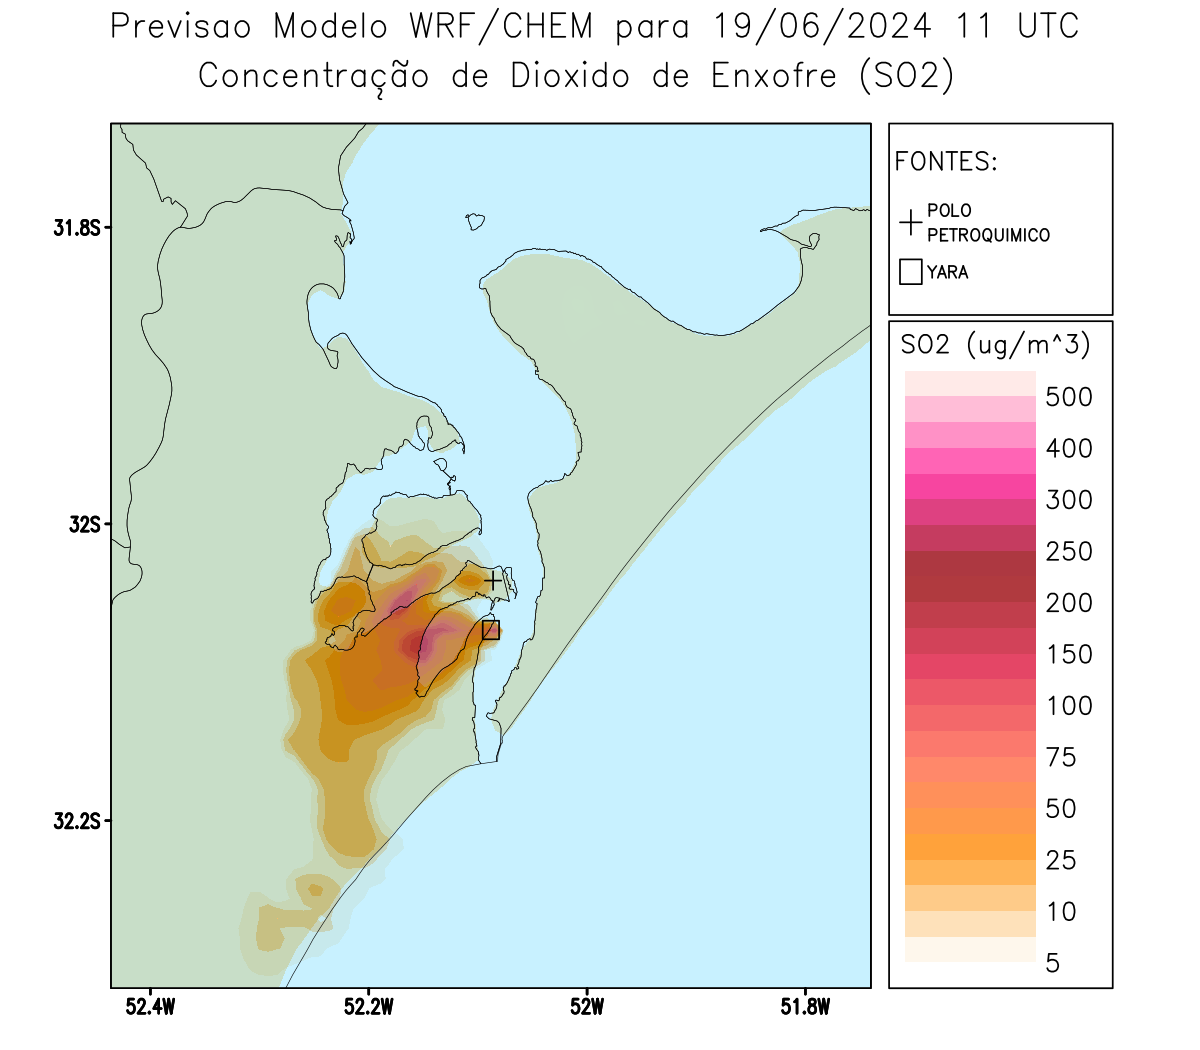 Previsao Modelo WRF/CHEM para 19/06/2024 11 UTC
Concentração de Dioxido de Enxofre (SO2)
FONTES:
POLO
PETROQUIMICO
YARA
SO2 (ug/m^3)
500
400
300
250
200
150
100
75
50
25
10
5
31.8S
32S
32.2S
52.4W
52.2W
52W
51.8W